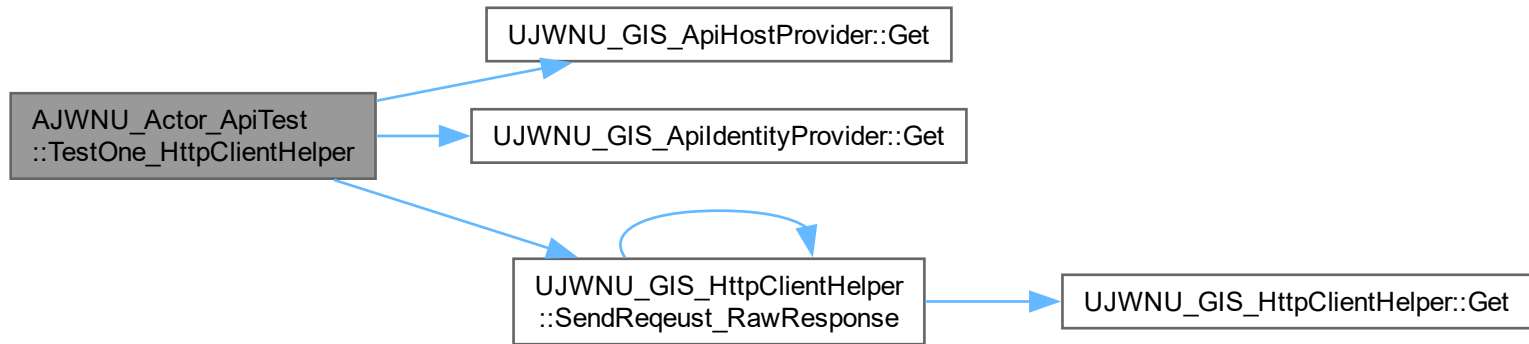 UJWNU_GIS_ApiHostProvider::Get
AJWNU_Actor_ApiTest
::TestOne_HttpClientHelper
UJWNU_GIS_ApiIdentityProvider::Get
UJWNU_GIS_HttpClientHelper
::SendReqeust_RawResponse
UJWNU_GIS_HttpClientHelper::Get